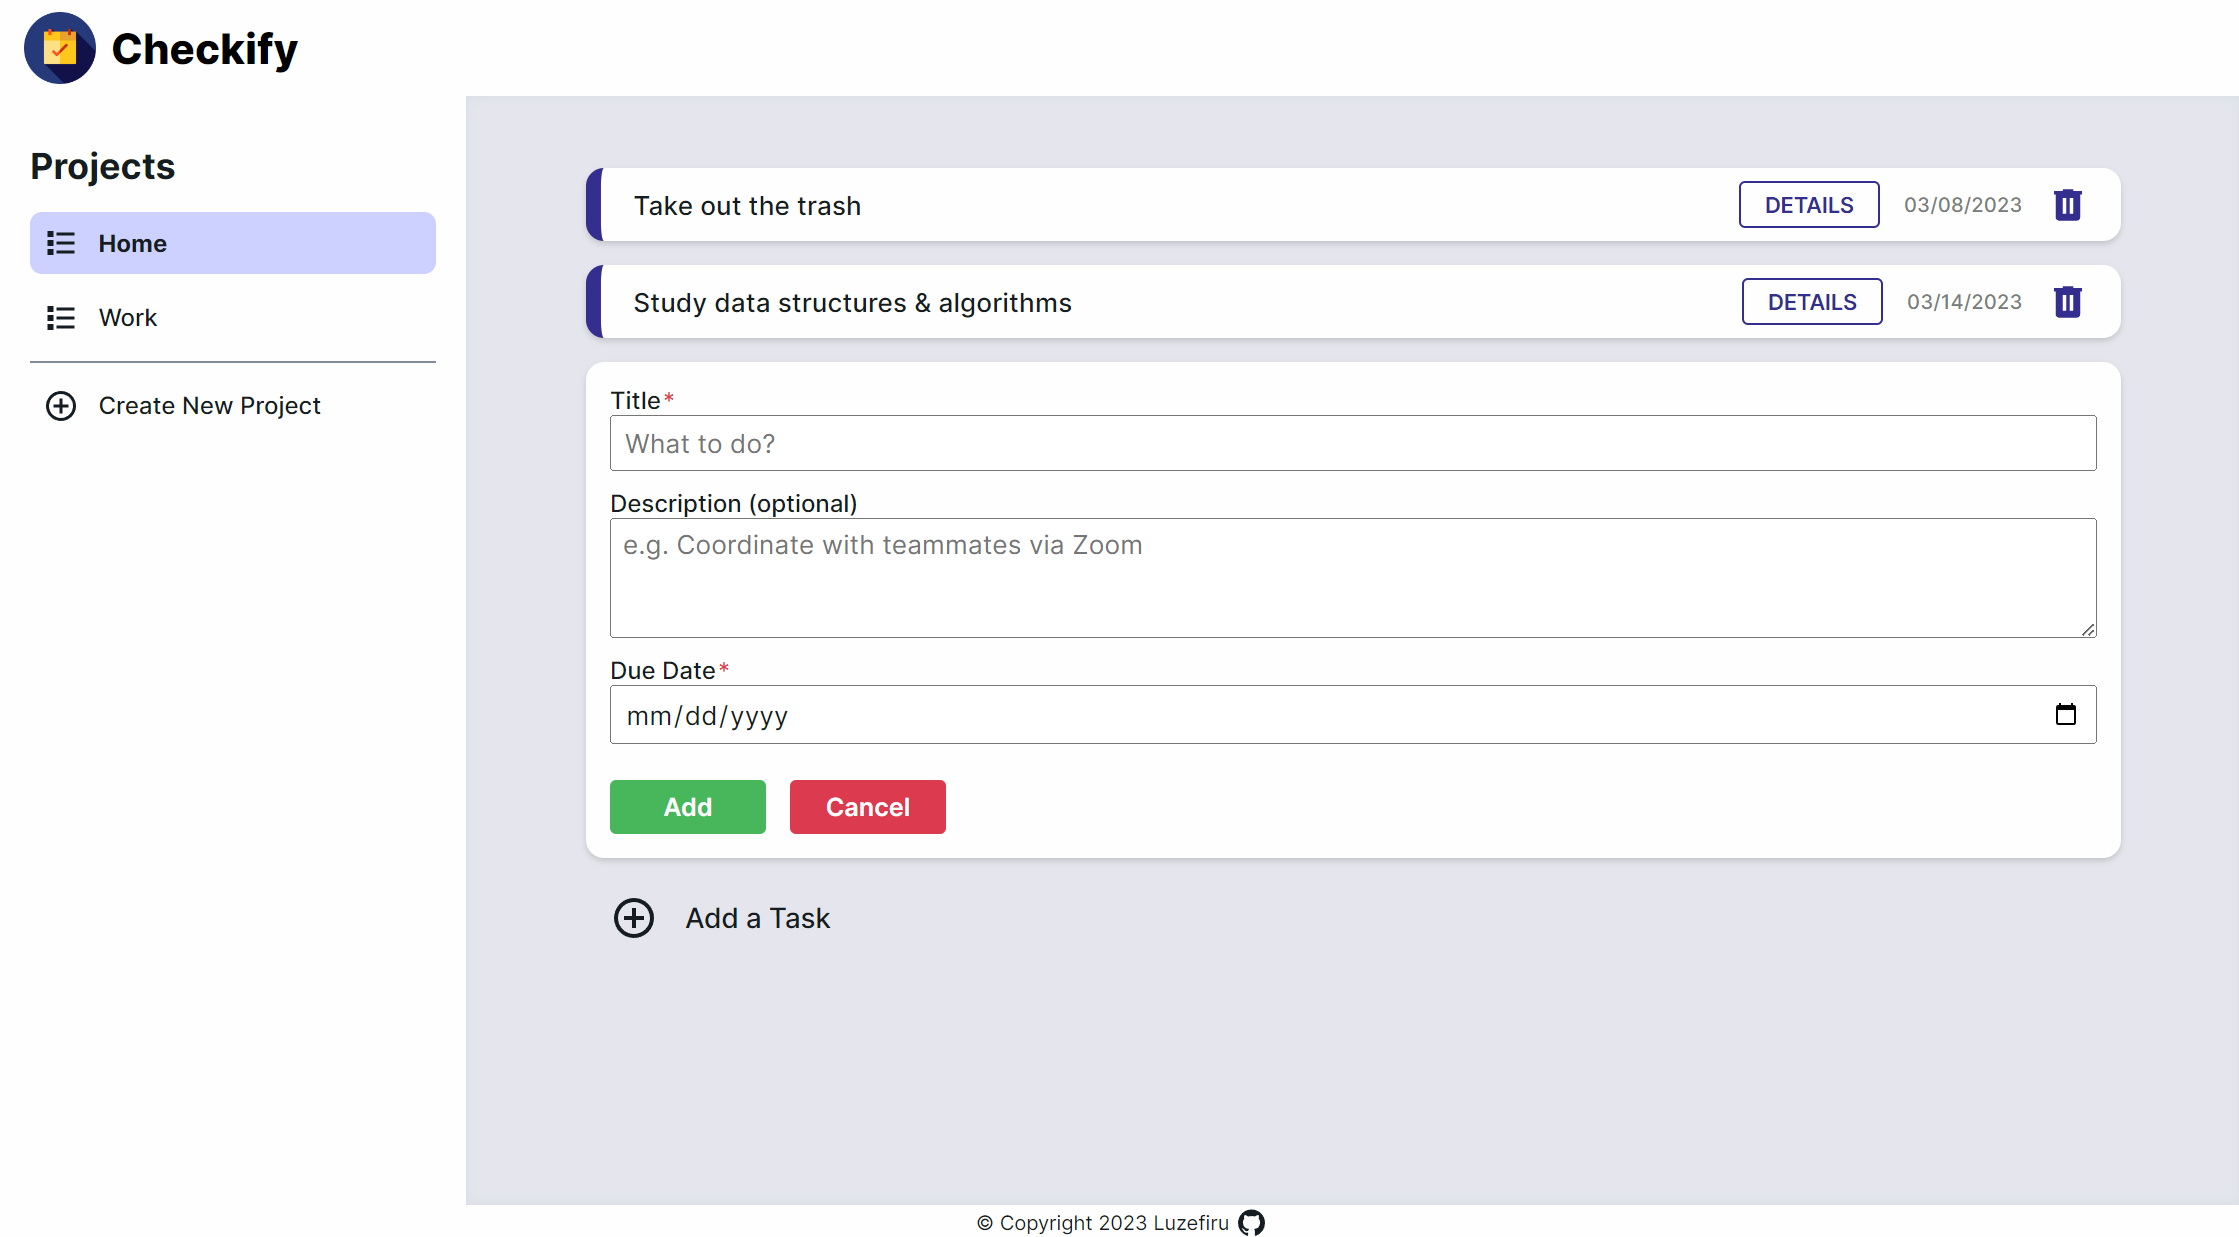 Checkify
Projects
Home
Work
Create New Project
Take out the trash DETAILS 03/08/2023
Study data structures & algorithms DETAILS 03/14/2023
Title*
What to do?
Description (optional)
e.g. Coordinate with teammates via Zoom
Due Date*
mm/dd/yyyy
Add Cancel
Add a Task
© Copyright 2023 Luzefiru